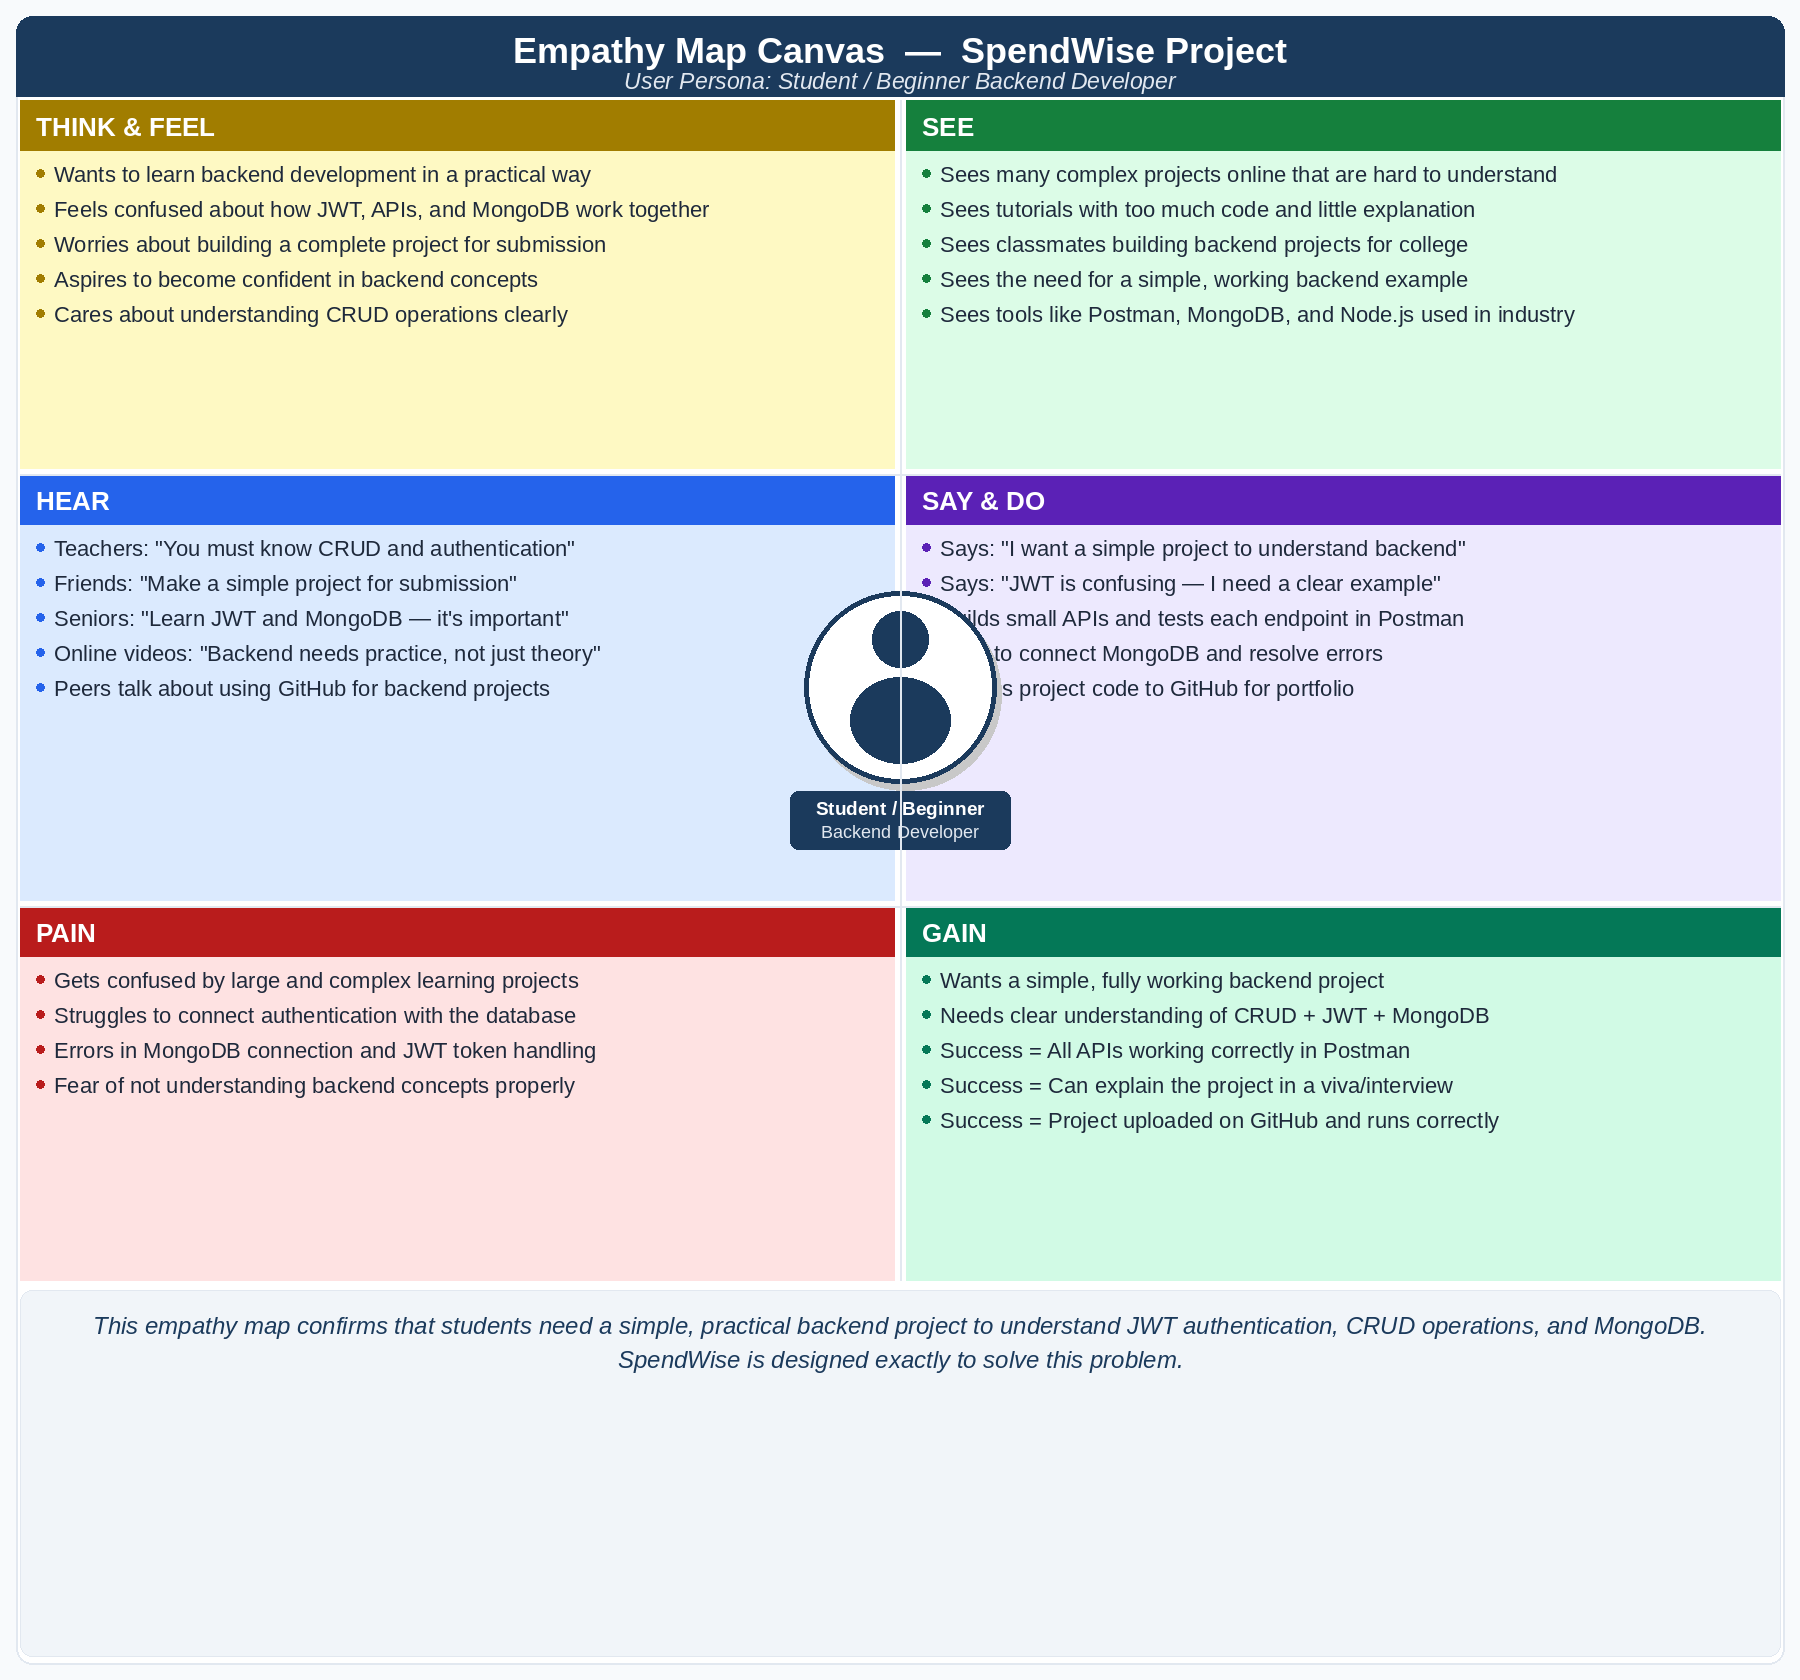 Empathy Map Canvas — SpendWise Project
User Persona: Student / Beginner Backend Developer
THINK & FEEL
Wants to learn backend development in a practical way
Feels confused about how JWT, APIs, and MongoDB work together
Worries about building a complete project for submission
Aspires to become confident in backend concepts
Cares about understanding CRUD operations clearly
SEE
Sees many complex projects online that are hard to understand
Sees tutorials with too much code and little explanation
Sees classmates building backend projects for college
Sees the need for a simple, working backend example
Sees tools like Postman, MongoDB, and Node.js used in industry
HEAR
Teachers: "You must know CRUD and authentication"
Friends: "Make a simple project for submission"
Seniors: "Learn JWT and MongoDB — it's important"
Online videos: "Backend needs practice, not just theory"
Peers talk about using GitHub for backend projects
SAY & DO
Says: "I want a simple project to understand backend"
Says: "JWT is confusing — I need a clear example"
small APIs and tests each endpoint in Postman
to connect MongoDB and resolve errors
project code to GitHub for portfolio
Student / Beginner
Backend Developer
PAIN
Gets confused by large and complex learning projects
Struggles to connect authentication with the database
Errors in MongoDB connection and JWT token handling
Fear of not understanding backend concepts properly
GAIN
Wants a simple, fully working backend project
Needs clear understanding of CRUD + JWT + MongoDB
Success = All APIs working correctly in Postman
Success = Can explain the project in a viva/interview
Success = Project uploaded on GitHub and runs correctly
This empathy map confirms that students need a simple, practical backend project to understand JWT authentication, CRUD operations, and MongoDB.
SpendWise is designed exactly to solve this problem.